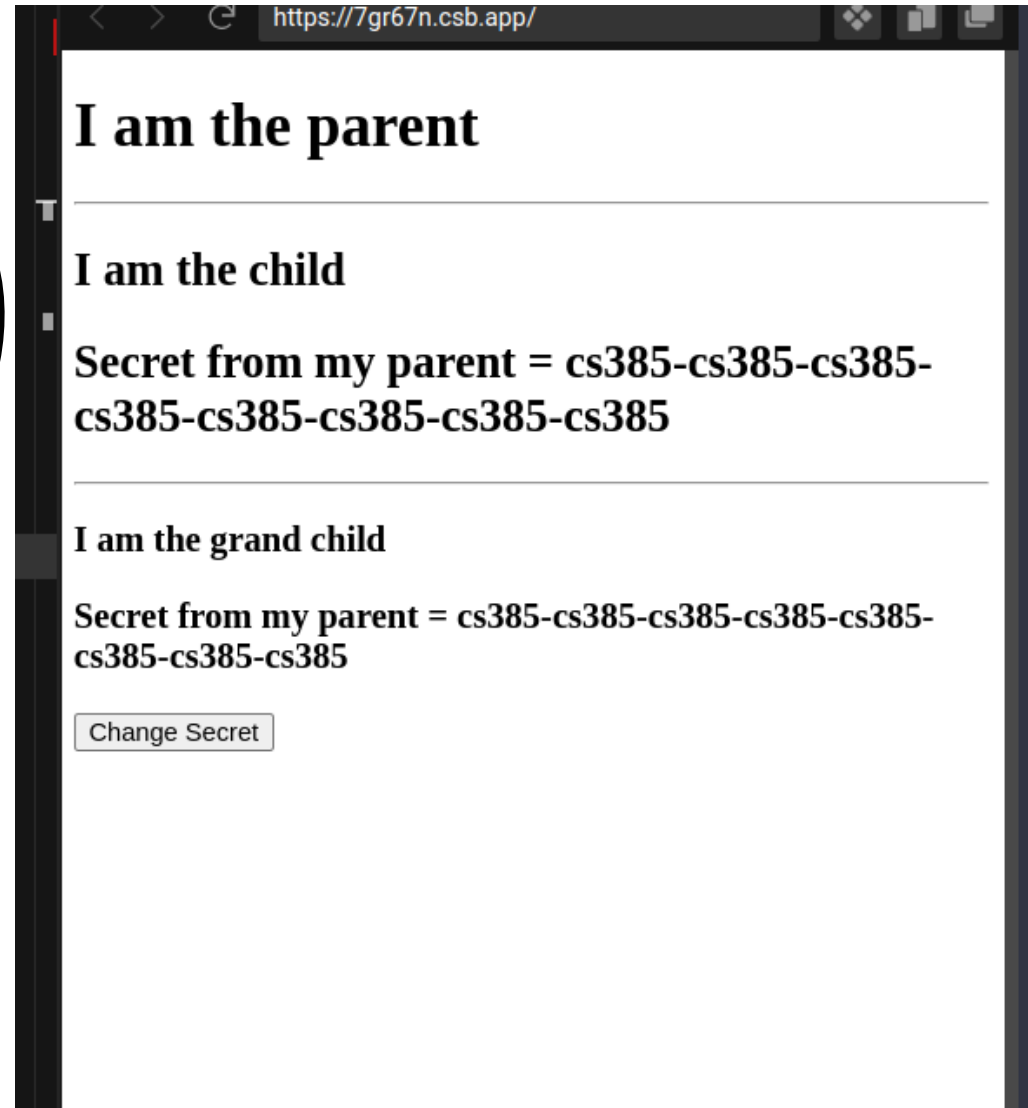 https://7gr67n.csb.app/
I am the parent
I am the child
Secret from my parent = cs385-cs385-cs385-
cs385-cs385-cs385-cs385-cs385
I am the grand child
Secret from my parent = cs385-cs385-cs385-cs385-cs385-
cs385-cs385-cs385
Change Secret